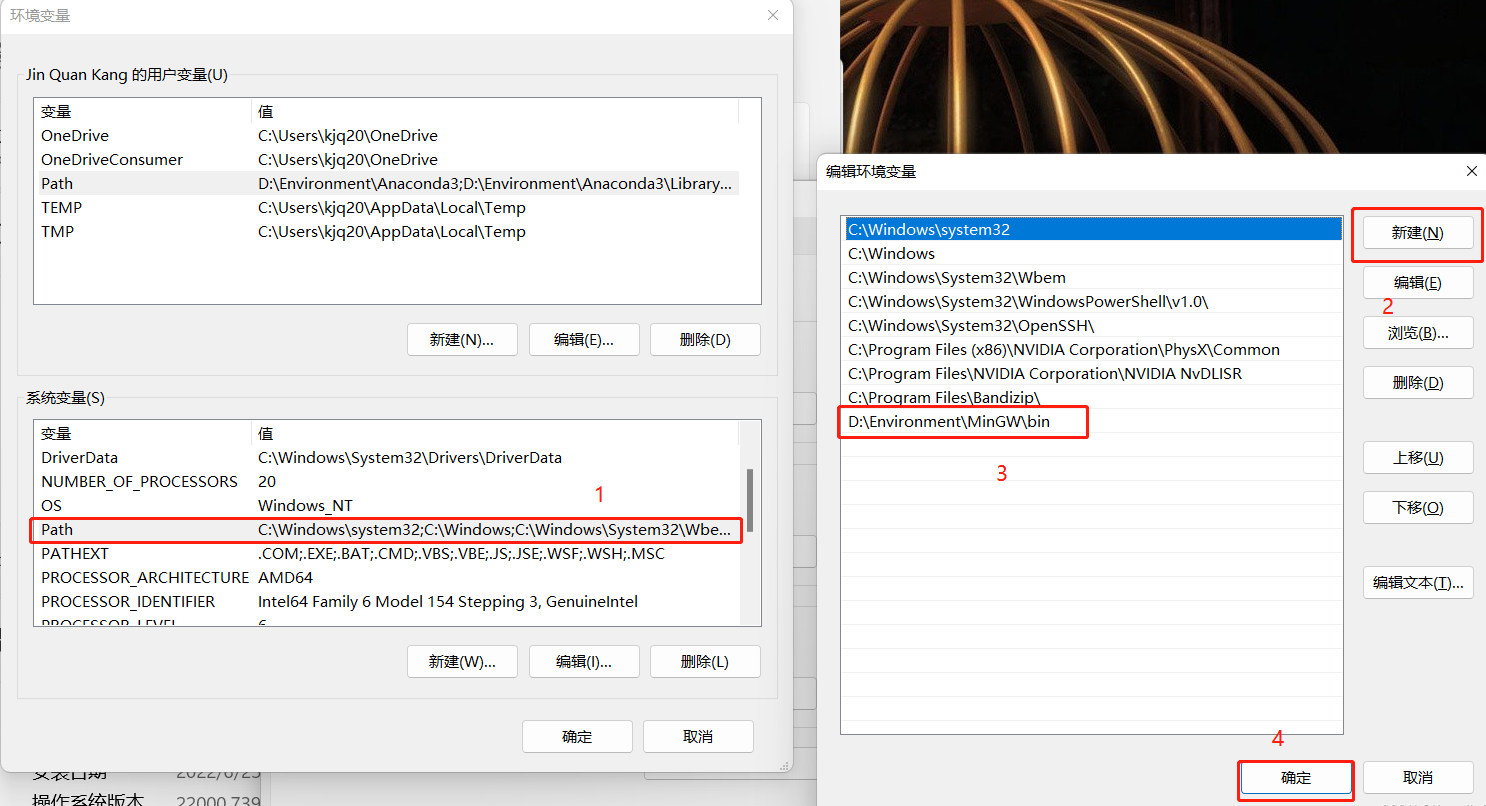 环境变量
Jin Quan Kang 的用户变量(U)
变量 值
OneDrive C:\Users\kjq20\OneDrive
OneDriveConsumer C:\Users\kjq20\OneDrive
Path D:\Environment\Anaconda3;D:\Environment\Anaconda3\Library...
TEMP C:\Users\kjq20\AppData\Local\Temp
TMP C:\Users\kjq20\AppData\Local\Temp
新建(N)... 编辑(E)... 删除(D)
系统变量(S)
变量 值
DriverData C:\Windows\System32\Drivers\DriverData
NUMBER_OF_PROCESSORS 20
1
OS Windows_NT
Path C:\Windows\system32;C:\Windows;C:\Windows\System32\Wbe...
PATHEXT .COM;.EXE;.BAT;.CMD;.VBS;.VBE;.JS;.JSE;.WSF;.WSH;.MSC
PROCESSOR_ARCHITECTURE AMD64
PROCESSOR_IDENTIFIER Intel64 Family 6 Model 154 Stepping 3, GenuineIntel
PROCESSOR_LEVEL 6
新建(W)... 编辑(I)... 删除(L)
确定 取消
安装日期 2022/6/25
操作系统版本 22000.739
编辑环境变量
C:\Windows\system32
C:\Windows
C:\Windows\System32\Wbem
C:\Windows\System32\WindowsPowerShell\v1.0\
C:\Windows\System32\OpenSSH\
C:\Program Files (x86)\NVIDIA Corporation\PhysX\Common
C:\Program Files\NVIDIA Corporation\NVIDIA NvDLISR
C:\Program Files\Bandizip\
D:\Environment\MinGW\bin
3
新建(N)
编辑(E)
2
浏览(B)...
删除(D)
上移(U)
下移(O)
编辑文本(T)...
4
确定 取消